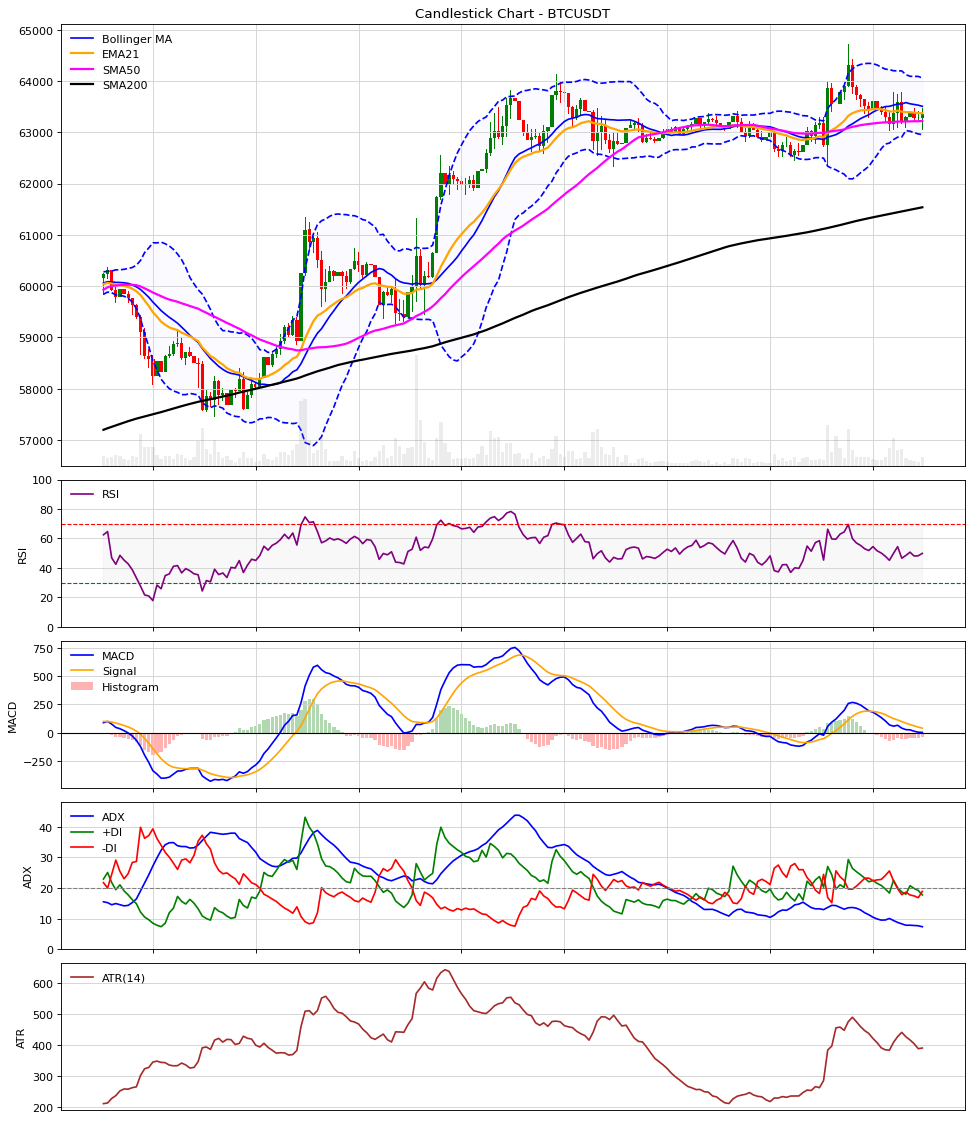 Candlestick Chart - BTCUSDT
65000
64000
63000
62000
61000
60000
59000
58000
57000
Bollinger MA
EMA21
SMA50
SMA200
100
80
60
40
20
0
RSI
RSI
750
500
250
0
−250
MACD
MACD
Signal
Histogram
40
30
20
10
0
ADX
ADX
+DI
-DI
600
500
400
300
200
ATR
ATR(14)